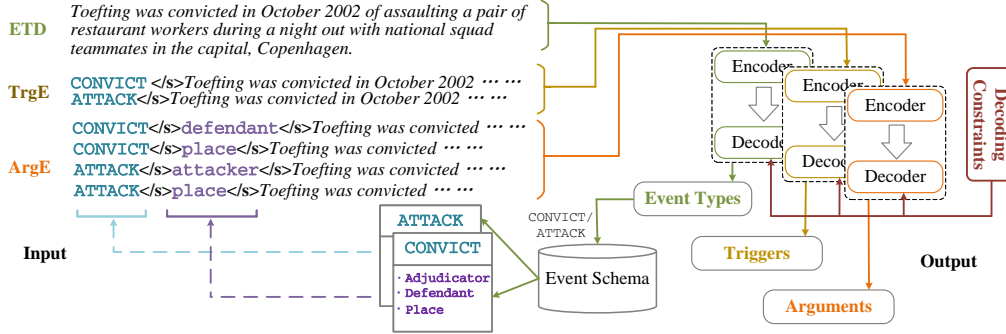 ETD
Toefting was convicted in October 2002 of assaulting a pair of
restaurant workers during a night out with national squad
teammates in the capital, Copenhagen.
TrgE
CONVICT</s>Toefting was convicted in October 2002 ··· ···
ATTACK</s>Toefting was convicted in October 2002 ··· ···
ArgE
CONVICT</s>defendant</s>Toefting was convicted ··· ···
CONVICT</s>place</s>Toefting was convicted ··· ···
ATTACK</s>attacker</s>Toefting was convicted ··· ···
ATTACK</s>place</s>Toefting was convicted ··· ···
Input
ATTACK
CONVICT
· Adjudicator
· Defendant
· Place
CONVICT/
ATTACK
Event Schema
Event Types
Triggers
Arguments
Output
Encoder
Decod
Encoder
Decod
Encoder
Decoder
Decoding
Constraints